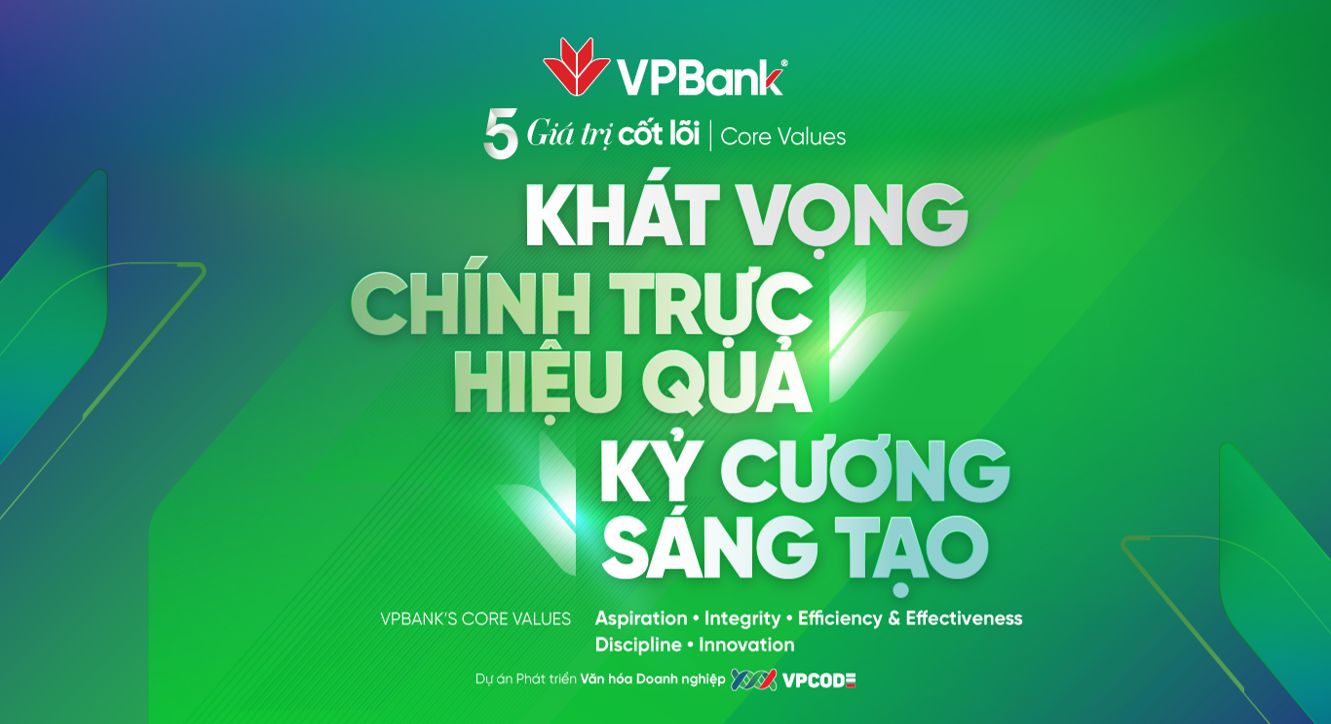 VPBank®
5 Giá trị cốt lõi | Core Values
KHÁT VỌNG
CHÍNH TRỰC
HIỆU QUẢ
KỶ CƯƠNG
SÁNG TẠO
VPBANK'S CORE VALUES Aspiration • Integrity • Efficiency & Effectiveness
Discipline • Innovation
Dự án Phát triển Văn hóa Doanh nghiệp VPCODE